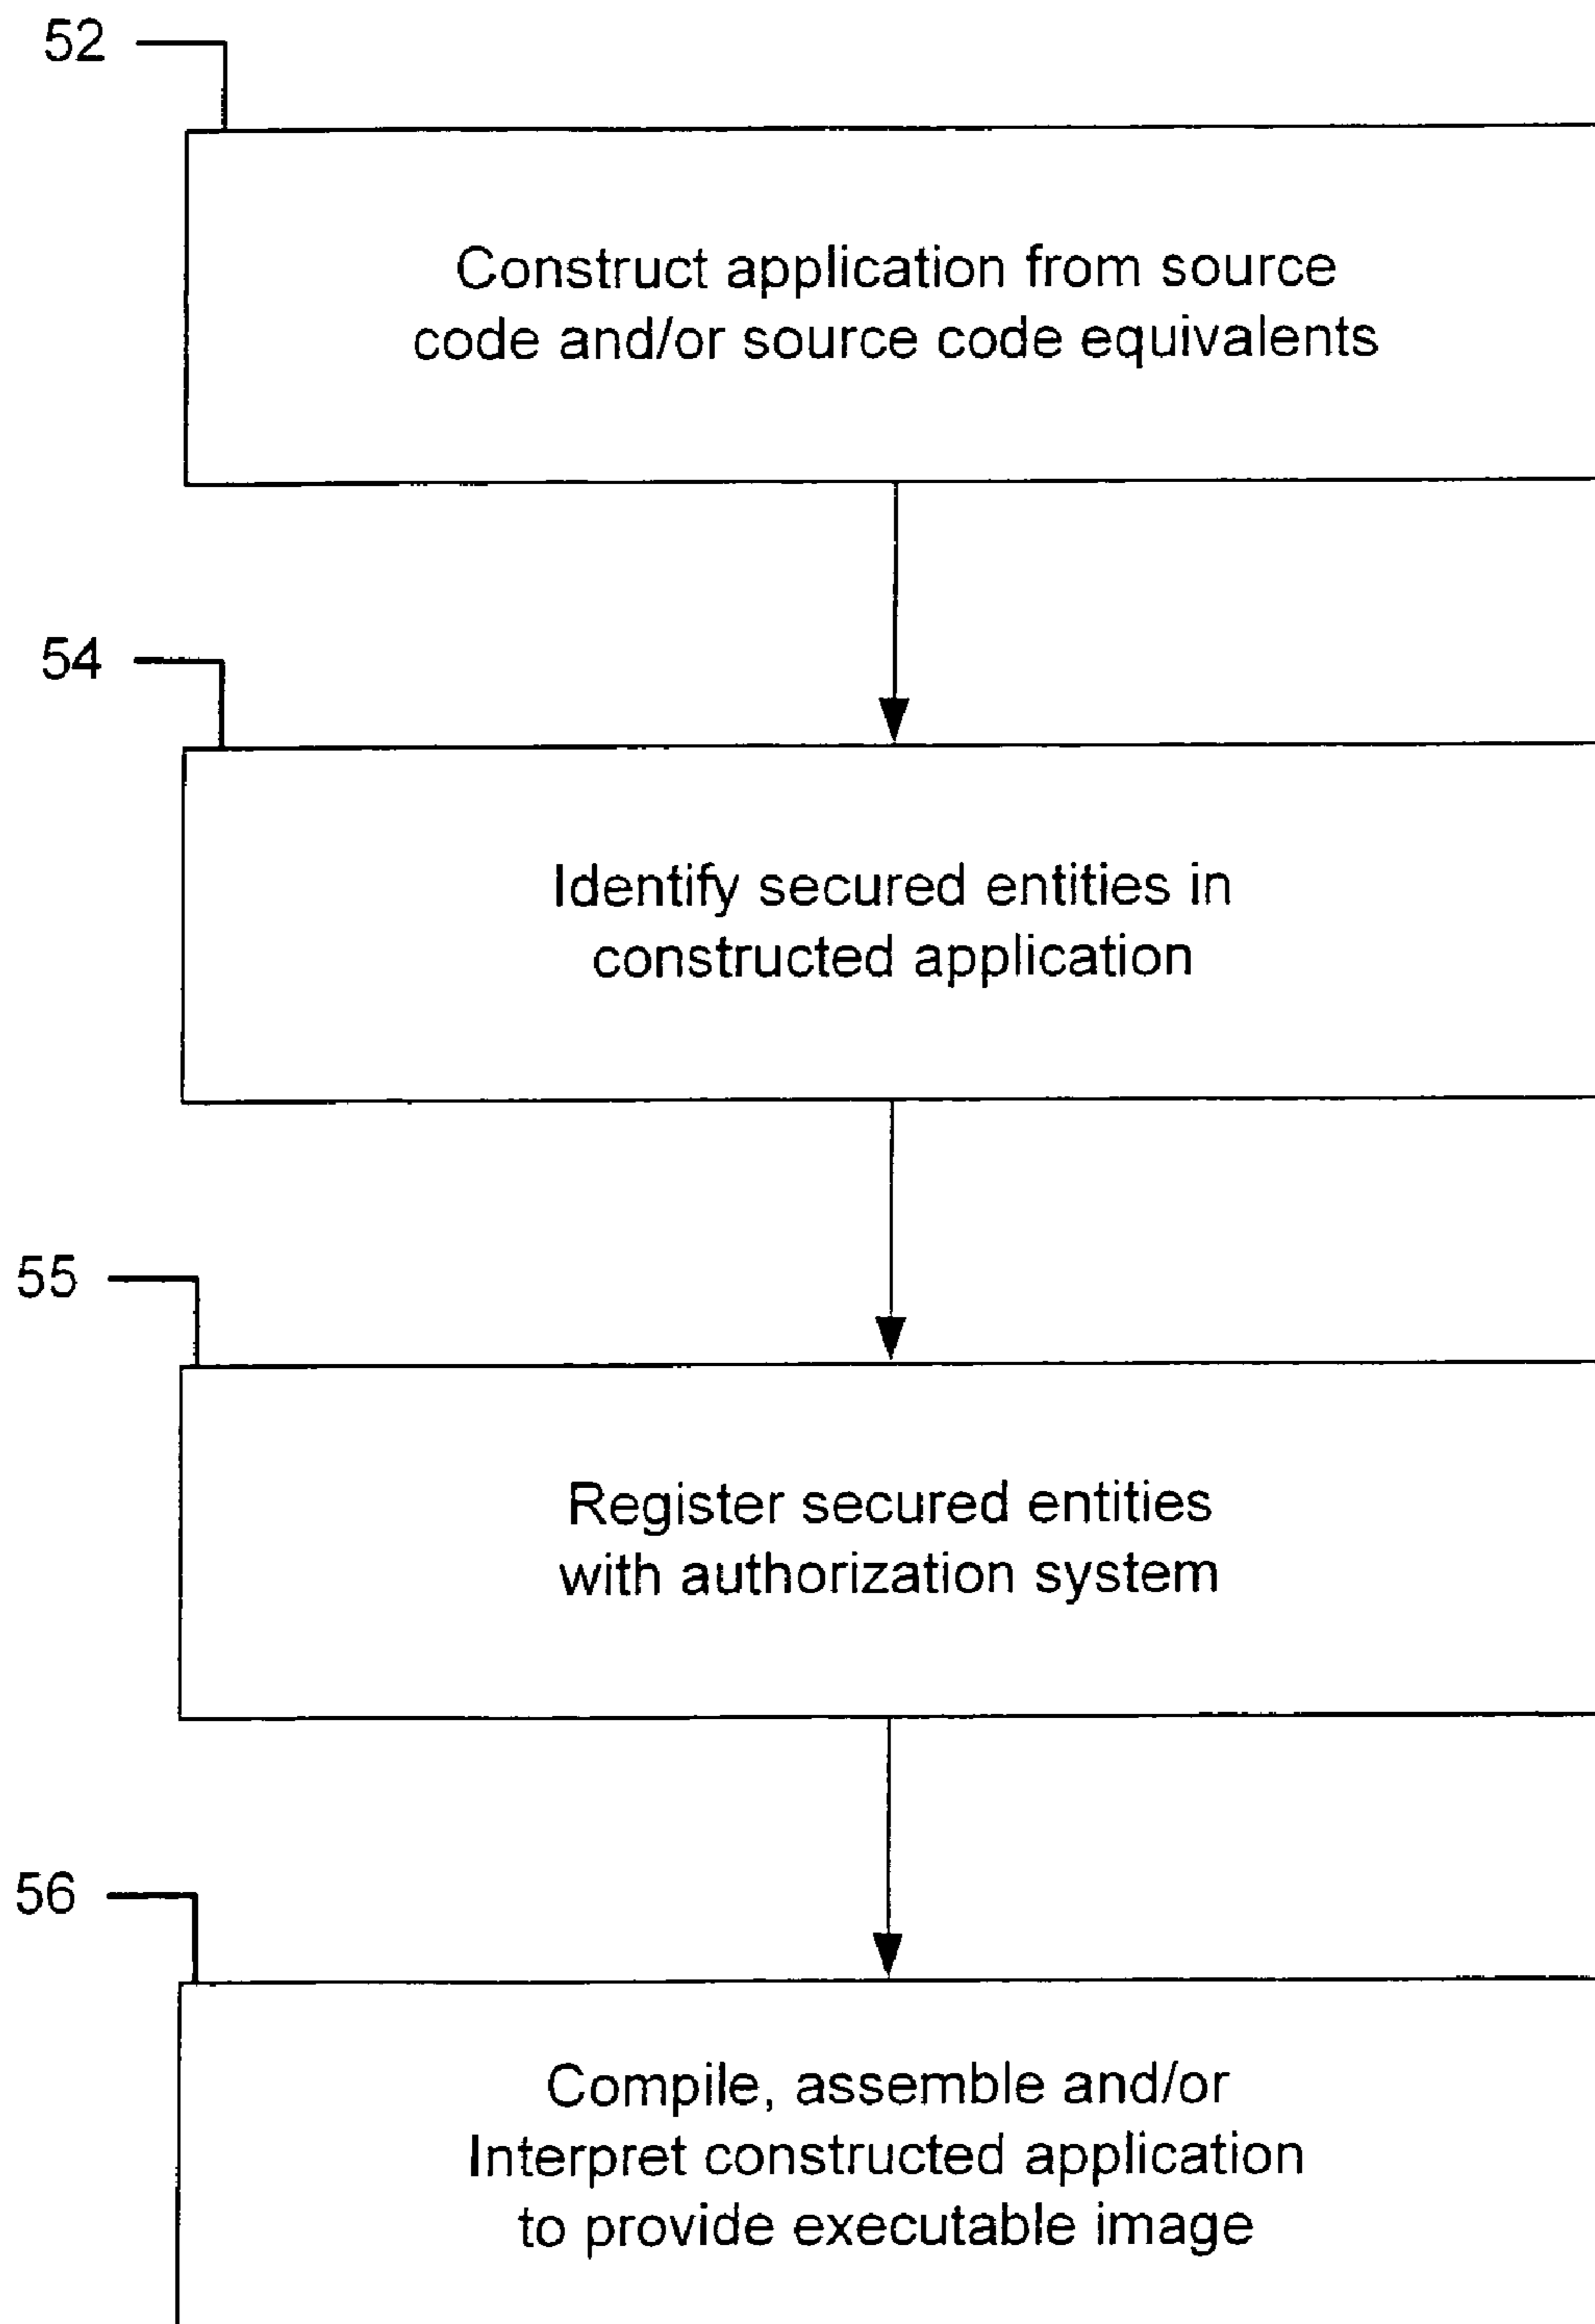 52
Construct application from source
code and/or source code equivalents
54
Identify secured entities in
constructed application
55
Register secured entities
with authorization system
56
Compile, assemble and/or
Interpret constructed application
to provide executable image